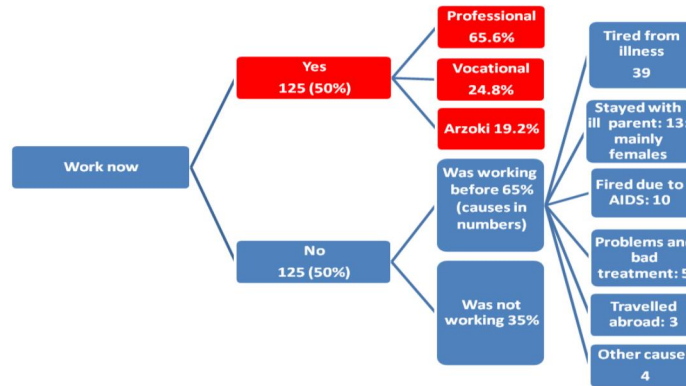 Work now
Yes
125 (50%)
No
125 (50%)
Professional
65.6%
Vocational
24.8%
Arzoki 19.2%
Was working
before 65%
(causes in
numbers)
Was not
working 35%
Tired from
illness
39
Stayed with
ill parent: 13:
mainly
females
Fired due to
AIDS: 10
Problems and
bad
treatment: 5
Travelled
abroad: 3
Other cause
4